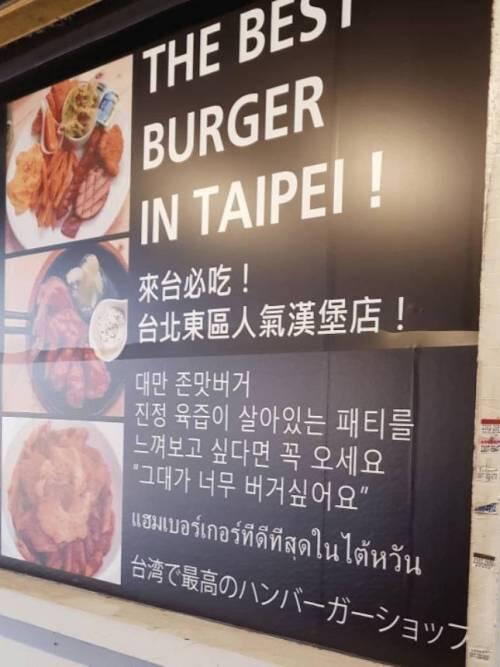 THE BEST
BURGER
IN TAIPEI !
來台必吃！
台北東區人氣漢堡店！
대만 존맛버거
진정 육즙이 살아있는 패티를
느껴보고 싶다면 꼭 오세요
"그대가 너무 버거싶어요"
แฮมเบอร์เกอร์ที่ดีที่สุดในไต้หวัน
台湾で最高のハンバーガーショップ